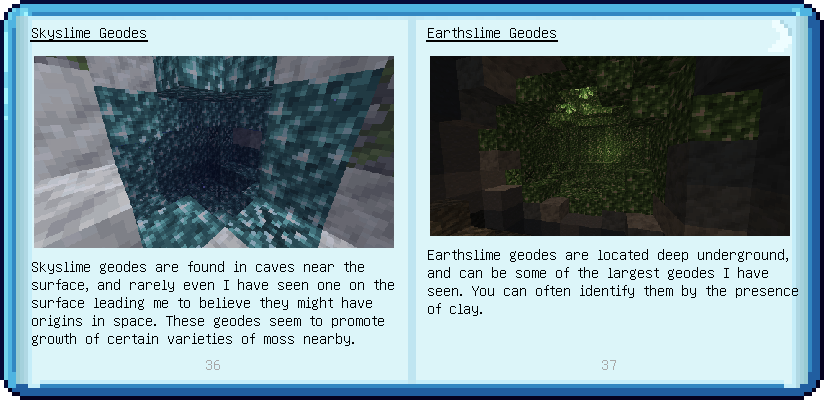 Skyslime Geodes
Skyslime geodes are found in caves near the
surface, and rarely even I have seen one on the
surface leading me to believe they might have
origins in space. These geodes seem to promote
growth of certain varieties of moss nearby.
36
Earthslime Geodes
Earthslime geodes are located deep underground,
and can be some of the largest geodes I have
seen. You can often identify them by the presence
of clay.
37